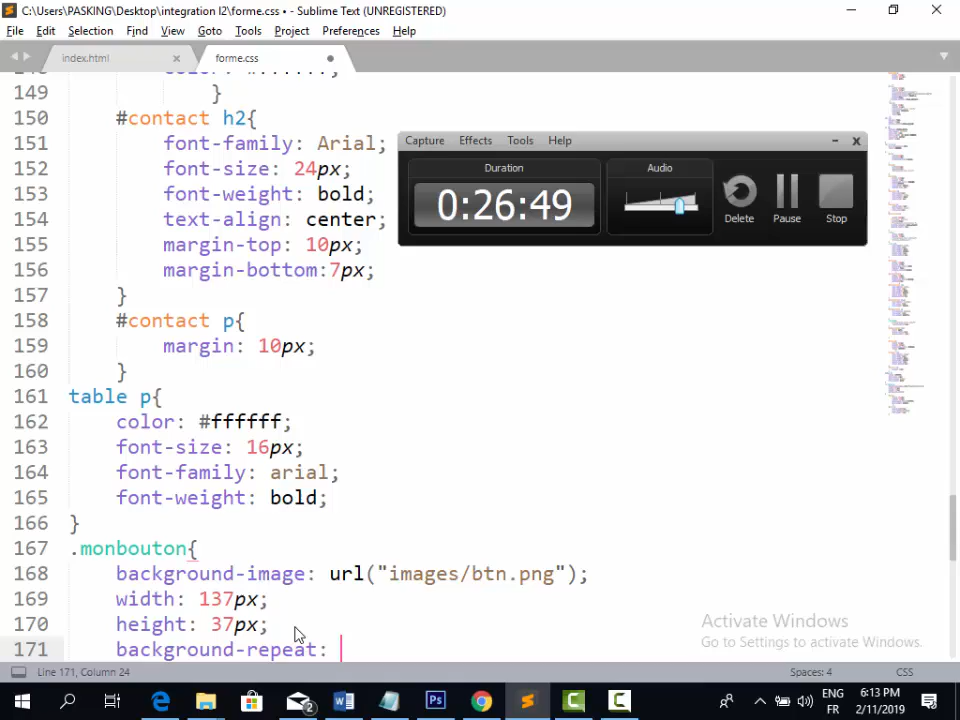 C:\Users\PASKING\Desktop\integration I2\forme.css • - Sublime Text (UNREGISTERED)
File Edit Selection Find View Goto Tools Project Preferences Help
index.html
forme.css
149 }
150 #contact h2{
151 font-family: Arial;
152 font-size: 24px;
153 font-weight: bold;
154 text-align: center;
155 margin-top: 10px;
156 margin-bottom:7px;
157 }
158 #contact p{
159 margin: 10px;
160 }
161 table p{
162 color: #ffffff;
163 font-size: 16px;
164 font-family: arial;
165 font-weight: bold;
166 }
167 .monbouton{
168 background-image: url("images/btn.png");
169 width: 137px;
170 height: 37px;
171 background-repeat:
Capture Effects Tools Help
Duration
0:26:49
Audio
Delete
Pause
Stop
Activate Windows
Go to Settings to activate Windows.
Line 171, Column 24
Spaces: 4
CSS
2
W
Ps
ENG
FR
6:13 PM
2/11/2019